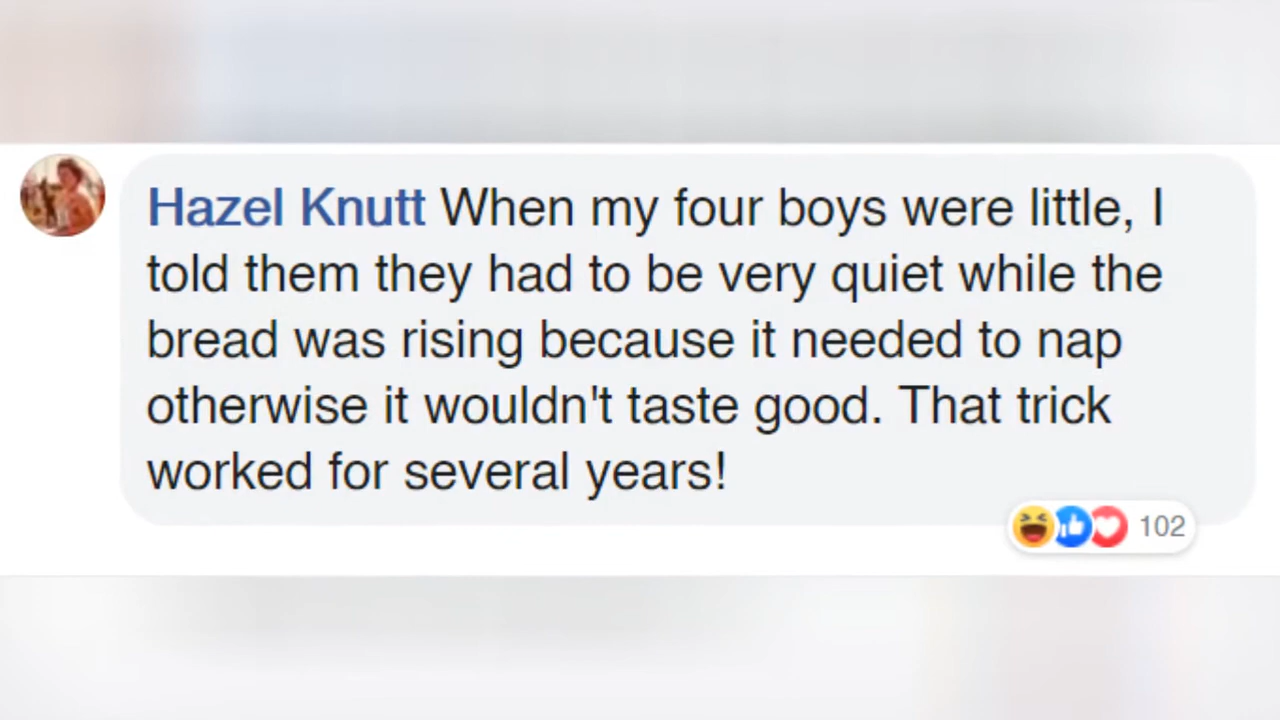 Hazel Knutt When my four boys were little, I
told them they had to be very quiet while the
bread was rising because it needed to nap
otherwise it wouldn't taste good. That trick
worked for several years!
102